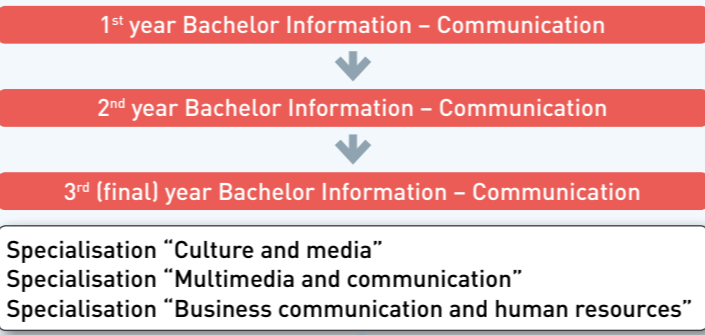 1st year Bachelor Information – Communication
2nd year Bachelor Information – Communication
3rd (final) year Bachelor Information – Communication
Specialisation “Culture and media”
Specialisation “Multimedia and communication”
Specialisation “Business communication and human resources”